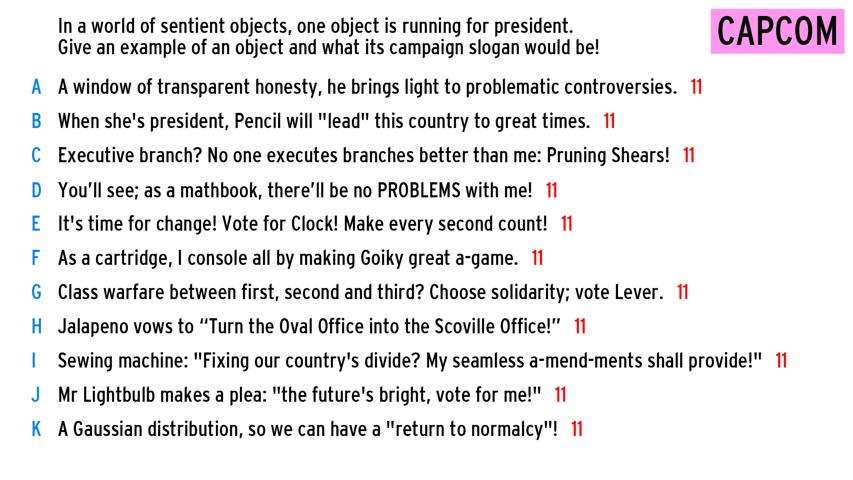 In a world of sentient objects, one object is running for president.
Give an example of an object and what its campaign slogan would be!
CAPCOM
A A window of transparent honesty, he brings light to problematic controversies. 11
B When she's president, Pencil will "lead" this country to great times. 11
C Executive branch? No one executes branches better than me: Pruning Shears! 11
D You’ll see; as a mathbook, there’ll be no PROBLEMS with me! 11
E It's time for change! Vote for Clock! Make every second count! 11
F As a cartridge, I console all by making Goiky great a-game. 11
G Class warfare between first, second and third? Choose solidarity; vote Lever. 11
H Jalapeno vows to “Turn the Oval Office into the Scoville Office!” 11
I Sewing machine: "Fixing our country's divide? My seamless a-mend-ments shall provide!" 11
J Mr Lightbulb makes a plea: "the future's bright, vote for me!" 11
K A Gaussian distribution, so we can have a "return to normalcy"! 11